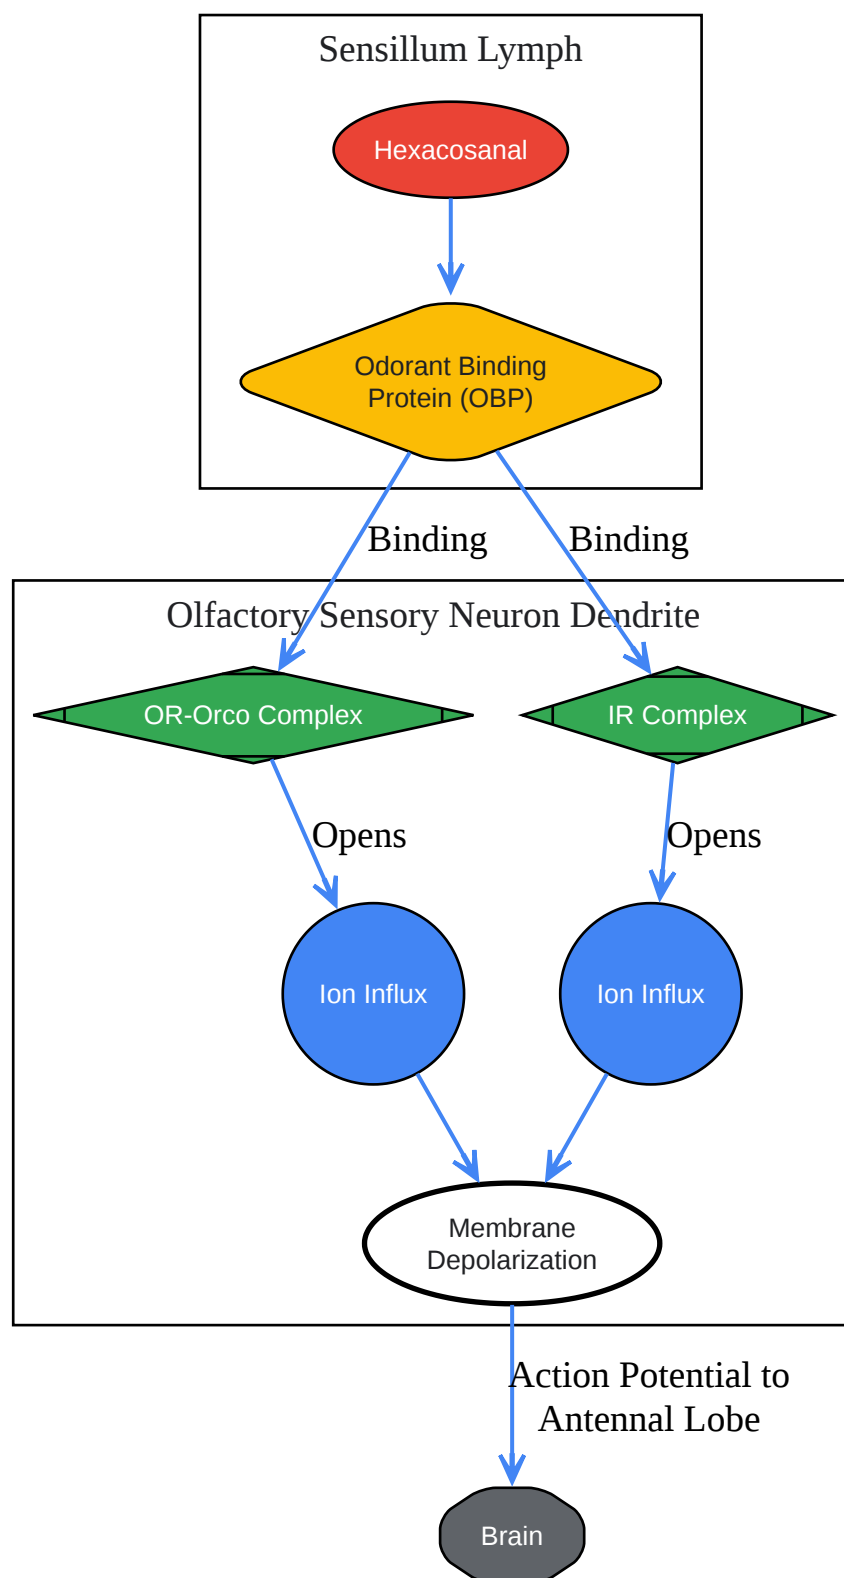 Sensillum Lymph
Hexacosanal
Odorant Binding
Protein (OBP)
Binding
Binding
Olfactory Sensory Neuron Dendrite
OR-Orco Complex
IR Complex
Opens
Opens
Ion Influx
Ion Influx
Membrane
Depolarization
Action Potential to
Antennal Lobe
Brain